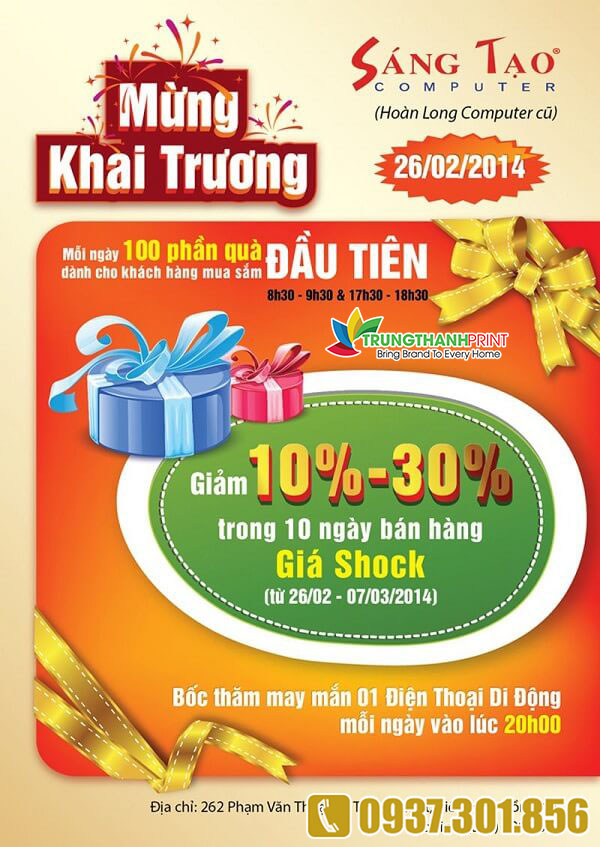 Mừng
Khai Trương
SÁNG TẠO®
COMPUTER
(Hoàn Long Computer cũ)
26/02/2014
Mỗi ngày 100 phần quà
dành cho khách hàng mua sắm
ĐẦU TIÊN
8h30 - 9h30 & 17h30 - 18h30
TRUNGTHANHPRINT
Bring Brand To Every Home
Giảm 10%-30%
trong 10 ngày bán hàng
Giá Shock
(từ 26/02 - 07/03/2014)
Bốc thăm may mắn 01 Điện Thoại Di Động
mỗi ngày vào lúc 20h00
Địa chỉ: 262 Phạm Văn
0937.301.856